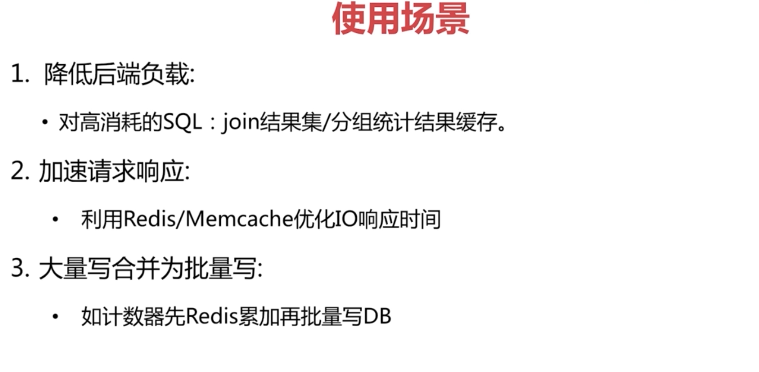 使用场景
1. 降低后端负载:
• 对高消耗的SQL：join结果集/分组统计结果缓存。
2. 加速请求响应:
• 利用Redis/Memcache优化IO响应时间
3. 大量写合并为批量写:
• 如计数器先Redis累加再批量写DB